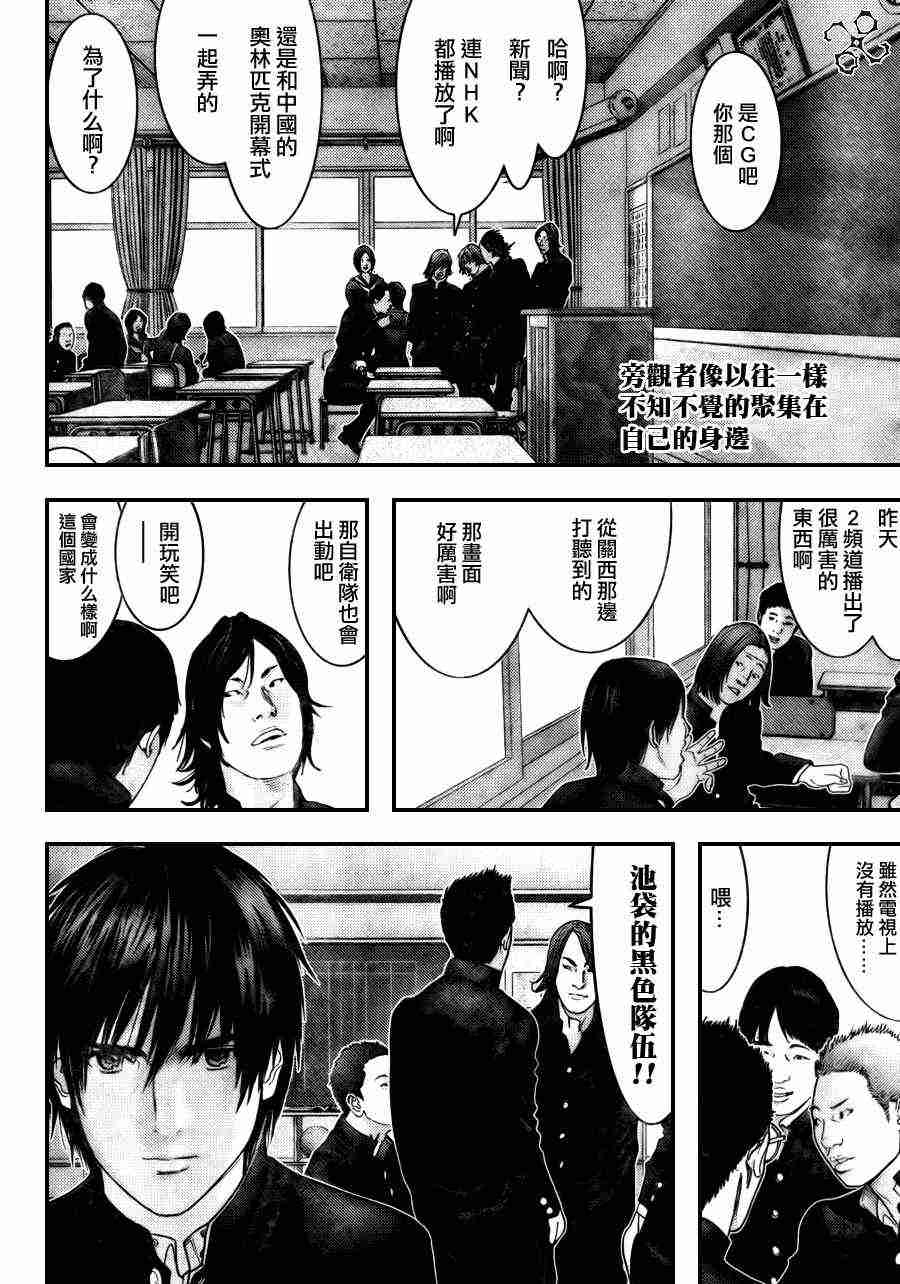 是CG吧
你那個
哈啊？
新聞？
連NHK
都播放了啊
還是和中國的
奧林匹克開幕式
一起弄的
為了什么啊？
旁觀者像以往一樣
不知不覺的聚集在
自己的身邊
昨天
2頻道播出了
很厲害的
東西啊
從關西那邊
打聽到的
那畫面
好厲害啊
那自衛隊也會
出動吧
開玩笑吧
——
會變成什么樣啊
這個國家
雖然電視上
沒有播放……
喂…
池袋的黑色隊伍!!